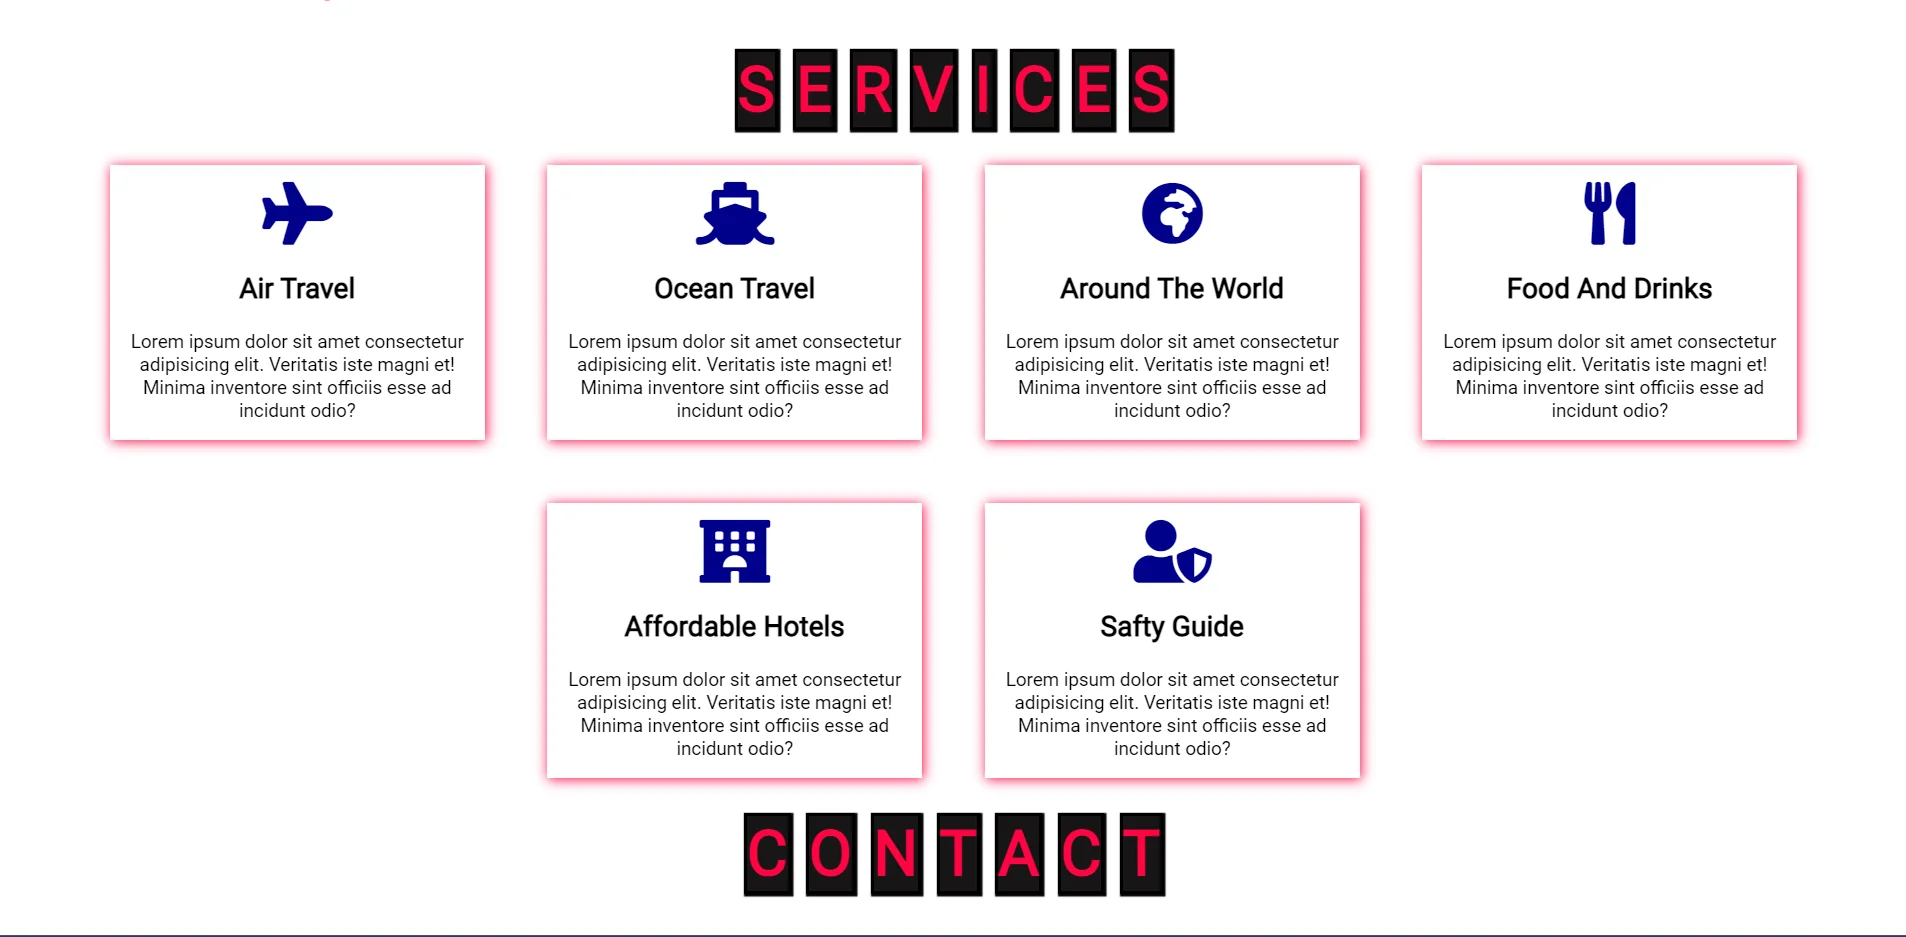 SERVICES
Air Travel
Lorem ipsum dolor sit amet consectetur
adipisicing elit. Veritatis iste magni et!
Minima inventore sint officiis esse ad
incidunt odio?
Ocean Travel
Lorem ipsum dolor sit amet consectetur
adipisicing elit. Veritatis iste magni et!
Minima inventore sint officiis esse ad
incidunt odio?
Around The World
Lorem ipsum dolor sit amet consectetur
adipisicing elit. Veritatis iste magni et!
Minima inventore sint officiis esse ad
incidunt odio?
Food And Drinks
Lorem ipsum dolor sit amet consectetur
adipisicing elit. Veritatis iste magni et!
Minima inventore sint officiis esse ad
incidunt odio?
Affordable Hotels
Lorem ipsum dolor sit amet consectetur
adipisicing elit. Veritatis iste magni et!
Minima inventore sint officiis esse ad
incidunt odio?
Safty Guide
Lorem ipsum dolor sit amet consectetur
adipisicing elit. Veritatis iste magni et!
Minima inventore sint officiis esse ad
incidunt odio?
CONTACT